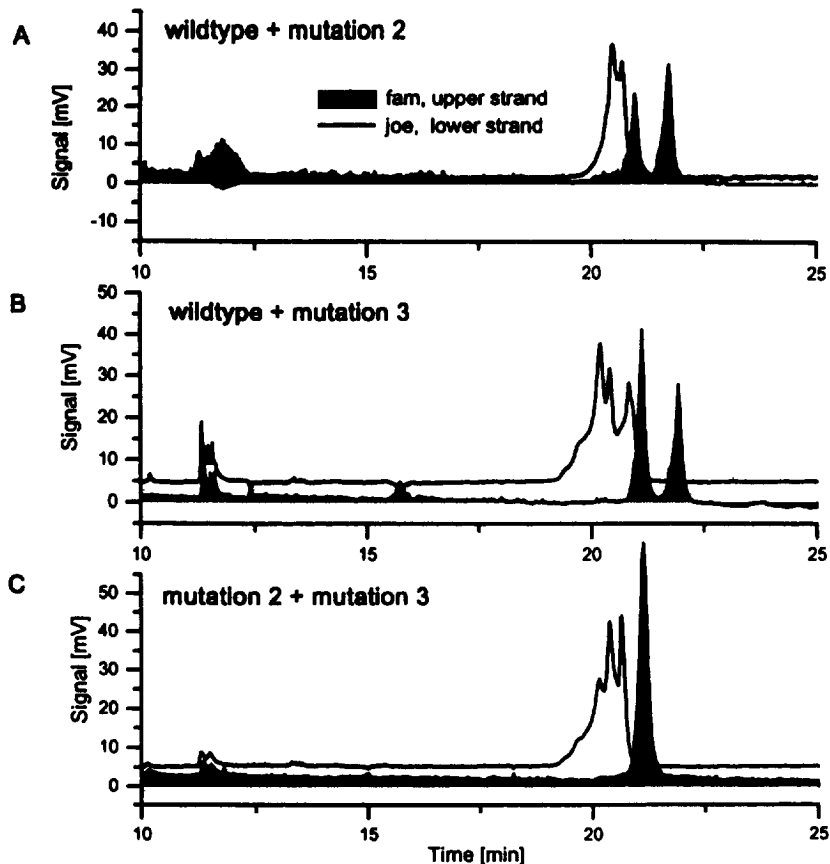 A
wildtype + mutation 2
fam, upper strand
joe, lower strand
Signal [mV]
40
30
20
10
0
-10
10 15 20 25
B
wildtype + mutation 3
Signal [mV]
50
40
30
20
10
0
10 15 20 25
C
mutation 2 + mutation 3
Signal [mV]
50
40
30
20
10
0
10 15 20 25
Time [min]